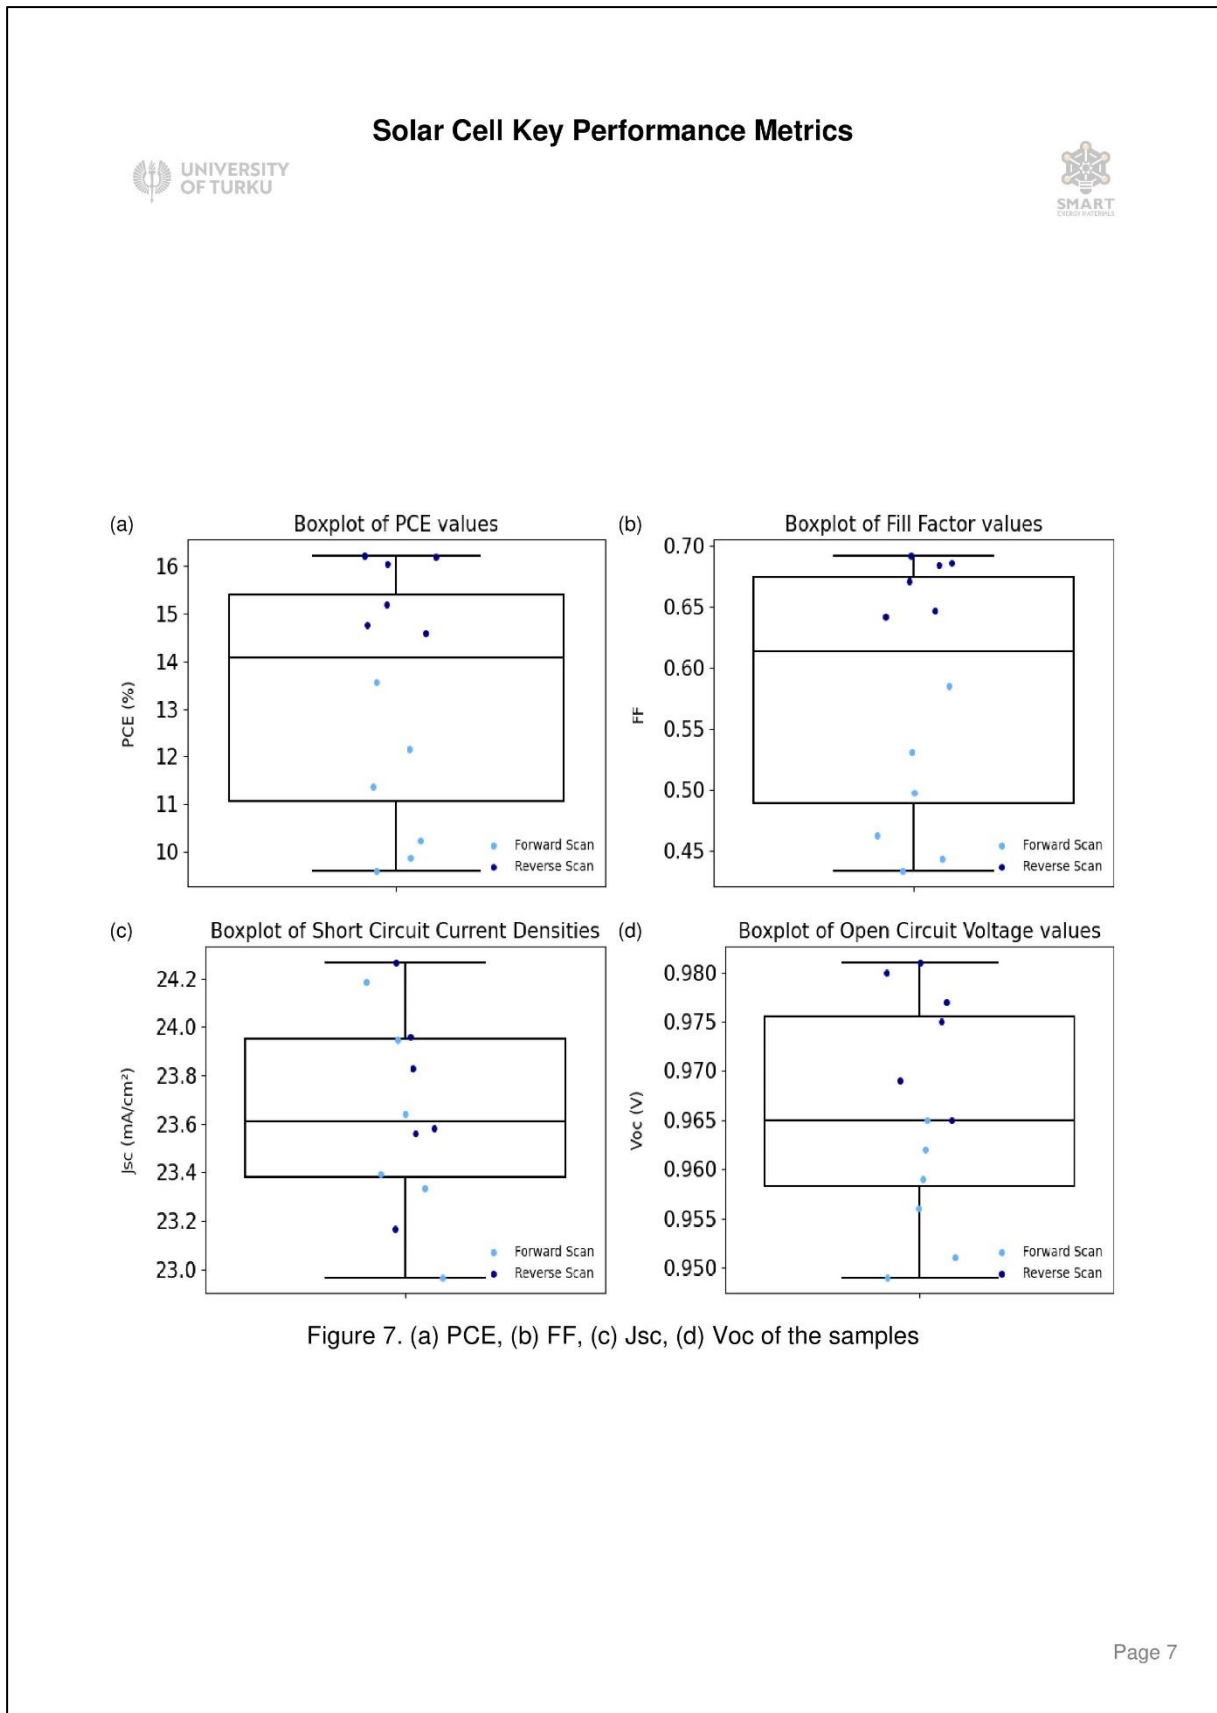 Solar Cell Key Performance Metrics
UNIVERSITY
OF TURKU
SMART
ENERGY MATERIALS
(a)
Boxplot of PCE values
PCE (%)
16
15
14
13
12
11
10
Forward Scan
Reverse Scan
(b)
Boxplot of Fill Factor values
FF
0.70
0.65
0.60
0.55
0.50
0.45
Forward Scan
Reverse Scan
(c)
Boxplot of Short Circuit Current Densities
Jsc (mA/cm²)
24.2
24.0
23.8
23.6
23.4
23.2
23.0
Forward Scan
Reverse Scan
(d)
Boxplot of Open Circuit Voltage values
Voc (V)
0.980
0.975
0.970
0.965
0.960
0.955
0.950
Forward Scan
Reverse Scan
Figure 7. (a) PCE, (b) FF, (c) Jsc, (d) Voc of the samples
Page 7